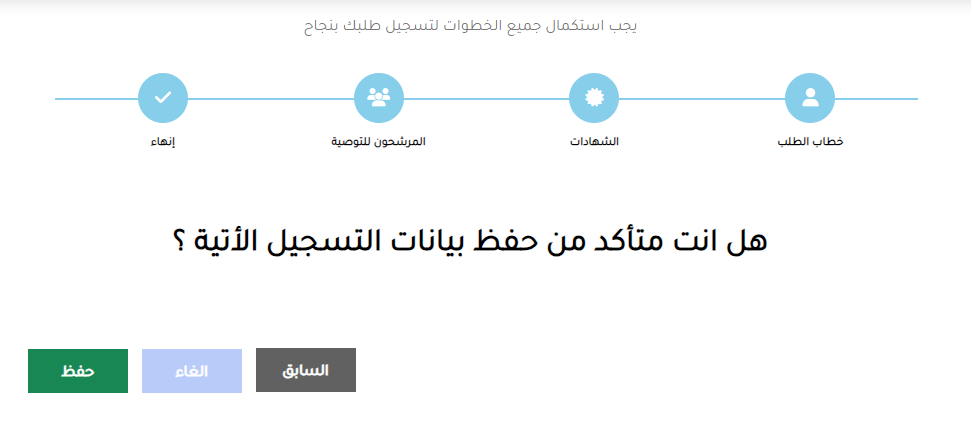 يجب استكمال جميع الخطوات لتسجيل طلبك بنجاح
خطاب الطلب
الشهادات
المرشحون للتوصية
إنهاء
هل انت متأكد من حفظ بيانات التسجيل الأتية ؟
السابق
الغاء
حفظ